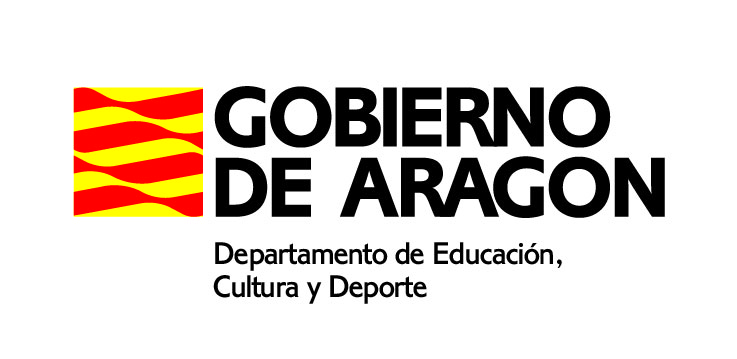 GOBIERNO
DE ARAGON
Departamento de Educación,
Cultura y Deporte